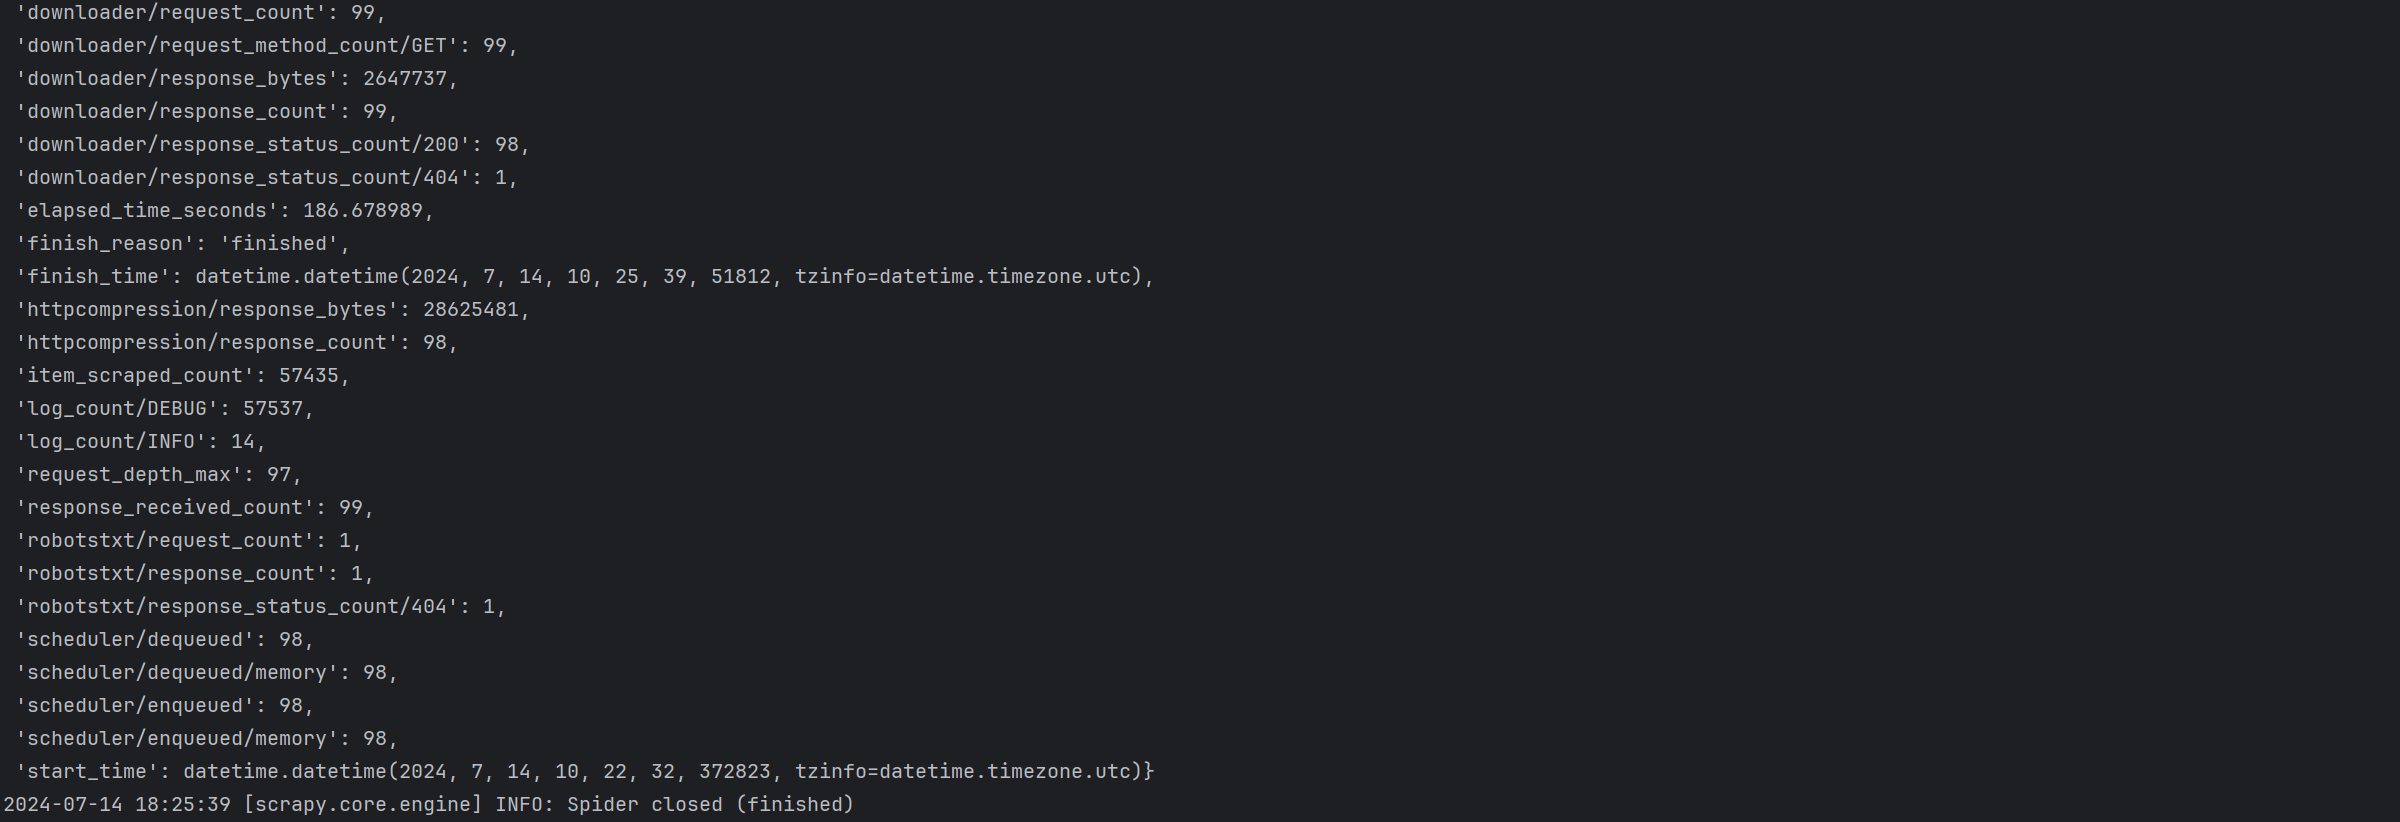 'downloader/request_count': 99,
'downloader/request_method_count/GET': 99,
'downloader/response_bytes': 2647737,
'downloader/response_count': 99,
'downloader/response_status_count/200': 98,
'downloader/response_status_count/404': 1,
'elapsed_time_seconds': 186.678989,
'finish_reason': 'finished',
'finish_time': datetime.datetime(2024, 7, 14, 10, 25, 39, 51812, tzinfo=datetime.timezone.utc),
'httpcompression/response_bytes': 28625481,
'httpcompression/response_count': 98,
'item_scraped_count': 57435,
'log_count/DEBUG': 57537,
'log_count/INFO': 14,
'request_depth_max': 97,
'response_received_count': 99,
'robotstxt/request_count': 1,
'robotstxt/response_count': 1,
'robotstxt/response_status_count/404': 1,
'scheduler/dequeued': 98,
'scheduler/dequeued/memory': 98,
'scheduler/enqueued': 98,
'scheduler/enqueued/memory': 98,
'start_time': datetime.datetime(2024, 7, 14, 10, 22, 32, 372823, tzinfo=datetime.timezone.utc)}
2024-07-14 18:25:39 [scrapy.core.engine] INFO: Spider closed (finished)